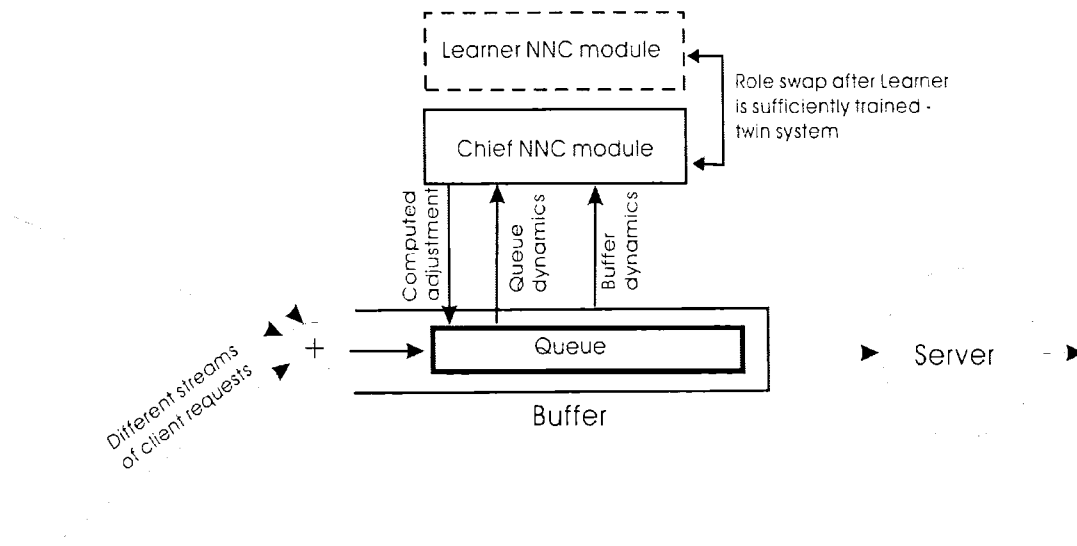 Learner NNC module
Role swap after Learner
is sufficiently trained -
twin system
Chief NNC module
Computed
adjustment
Queue
dynamics
Buffer
dynamics
Different streams
of client requests
+
Queue
Buffer
Server